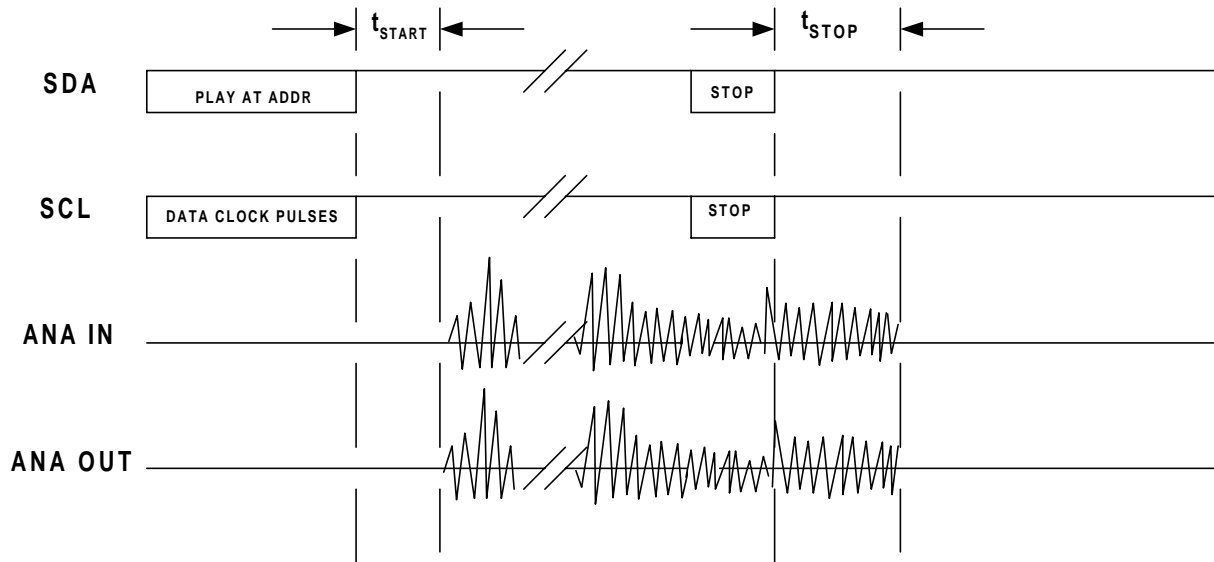 tSTART
tSTOP
SDA
PLAY AT ADDR
STOP
SCL
DATA CLOCK PULSES
STOP
ANA IN
ANA OUT